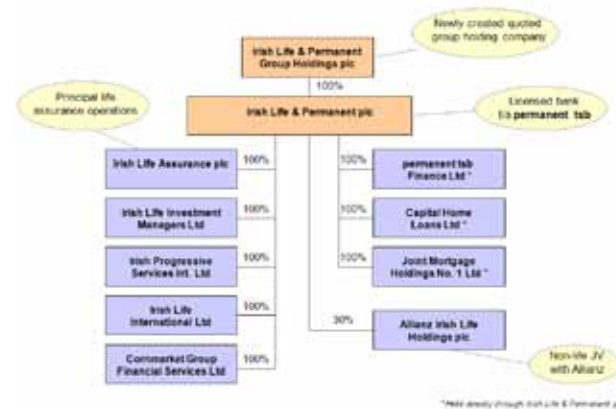 Newly created quoted
group holding company
Irish Life & Permanent
Group Holdings plc
100%
Principal life
assurance operations
Irish Life & Permanent plc
Licensed bank
t/a permanent tsb
Irish Life Assurance plc
100%
100%
permanent tsb
Finance Ltd *
Irish Life Investment
Managers Ltd
100%
100%
Capital Home
Loans Ltd *
Irish Progressive
Services Int. Ltd
100%
100%
Joint Mortgage
Holdings No. 1 Ltd *
Irish Life
International Ltd
100%
30%
Allianz Irish Life
Holdings plc
Cornmarket Group
Financial Services Ltd
100%
Non-life JV
with Allianz
through Irish Life & Permanent